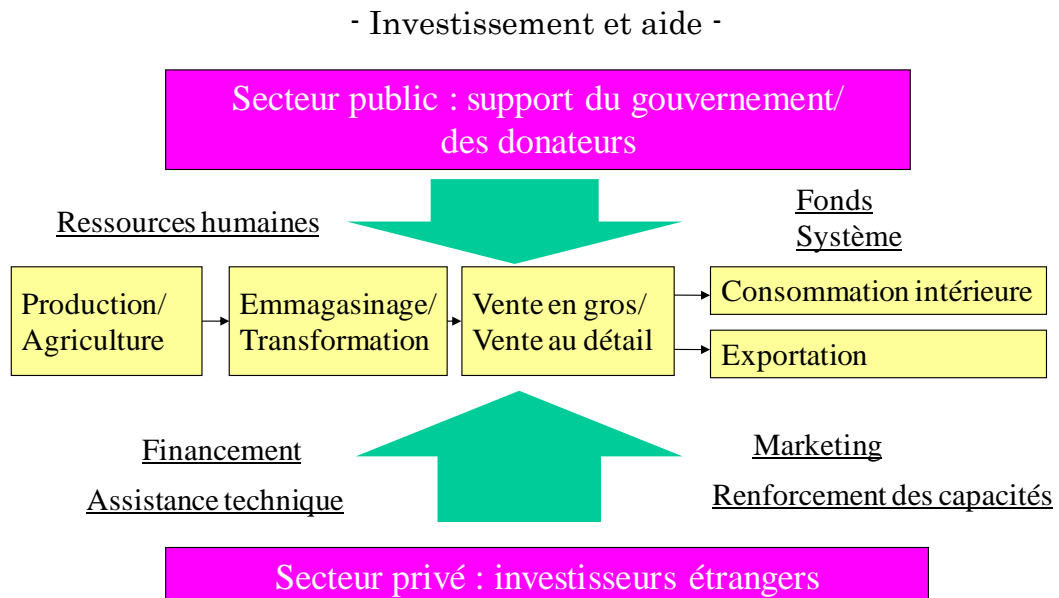 - Investissement et aide -
Secteur public : support du gouvernement/
des donateurs
Ressources humaines
Fonds
Système
Production/
Agriculture
Emmagasinage/
Transformation
Vente en gros/
Vente au détail
Consommation intérieure
Exportation
Financement
Assistance technique
Marketing
Renforcement des capacités
Secteur privé : investisseurs étrangers